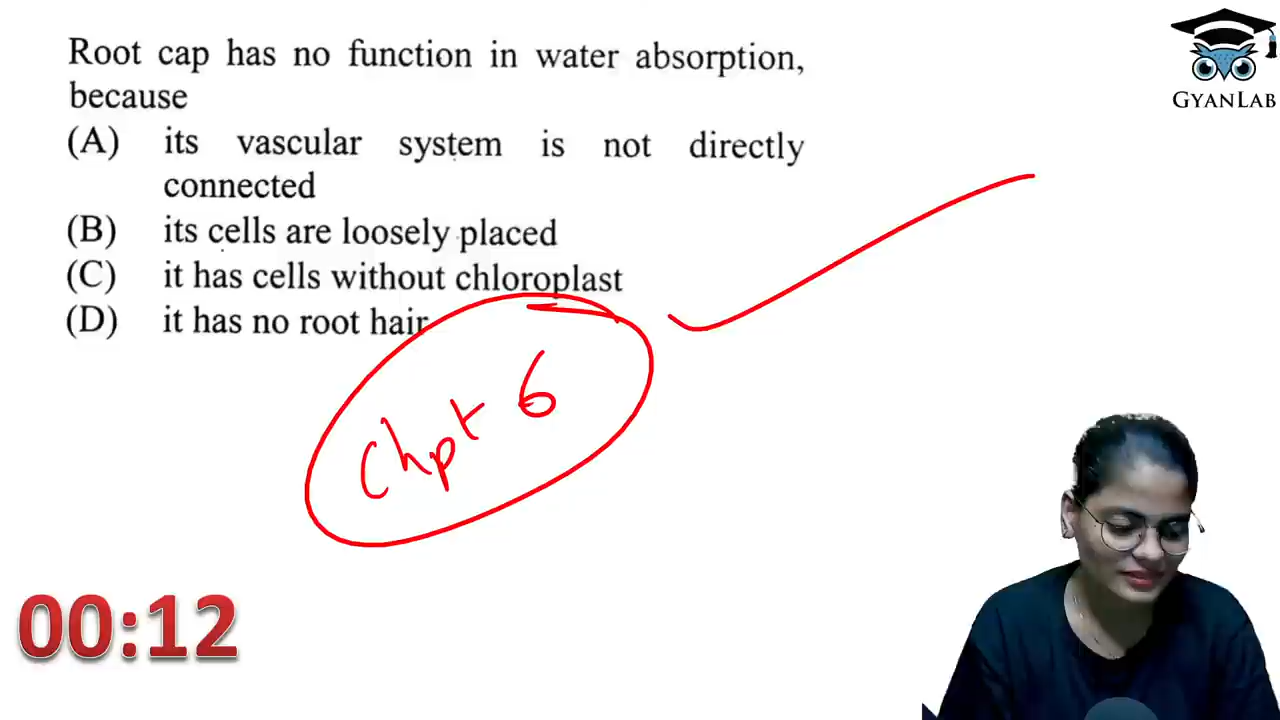 Root cap has no function in water absorption,
because
(A) its vascular system is not directly
connected
(B) its cells are loosely placed
(C) it has cells without chloroplast
(D) it has no root hair
Chpt 6
00:12
GYANLAB